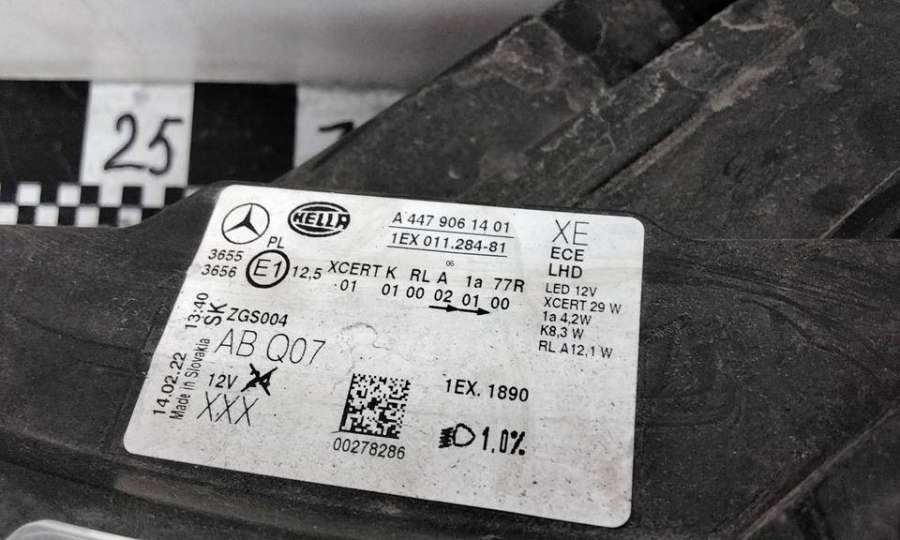 25
HELLA
A 447 906 14 01
1EX 011.284-81
XE
ECE
LHD
LED 12V
XCERT 29 W
1a 4,2W
K8,3 W
RL A12,1 W
PL
3655
3656
E1
12,5
06
XCERT K RL A 1a 77R
01 01 00 02 01 00
ZGS004
SK
AB Q07
12V 24
XXX
14.02.22 13:40
Made in Slovakia
00278286
1EX. 1890
1,0%